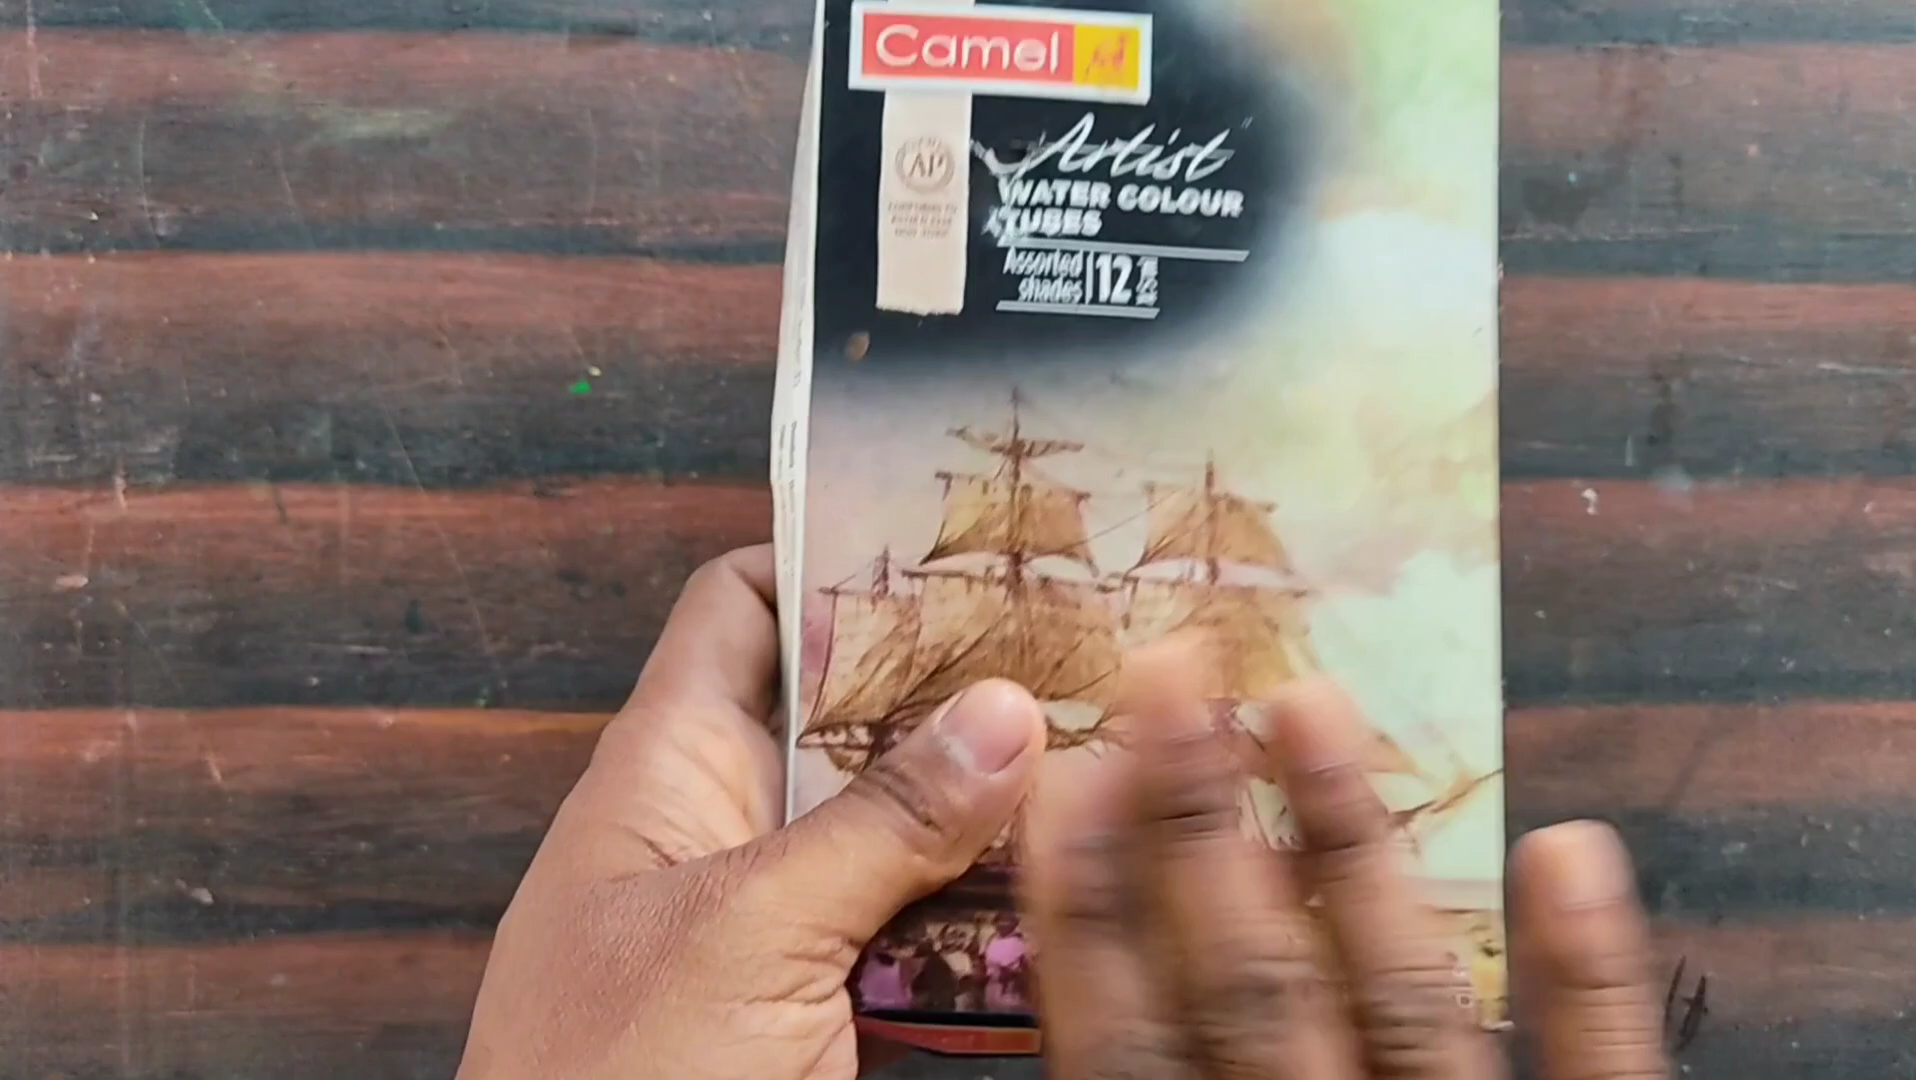 Camel
AP
Artist
WATER COLOUR
TUBES
Assorted
shades
12